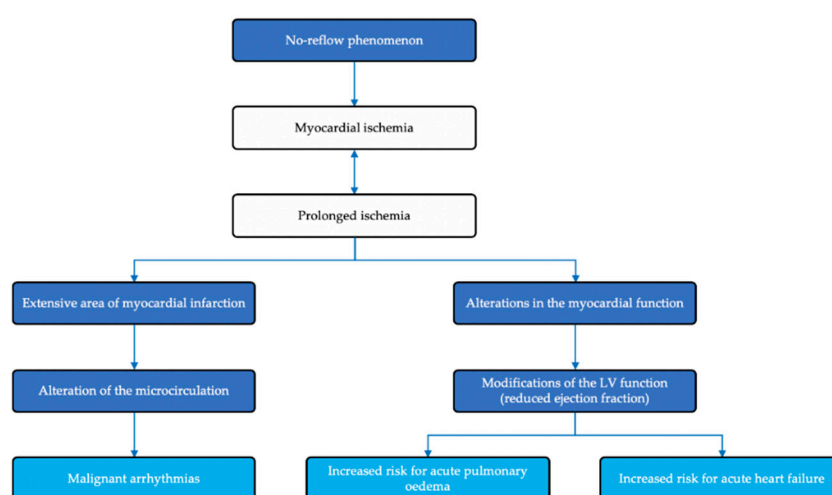 No-reflow phenomenon
Myocardial ischemia
Prolonged ischemia
Extensive area of myocardial infarction
Alterations in the myocardial function
Alteration of the microcirculation
Modifications of the LV function
(reduced ejection fraction)
Malignant arrhythmias
Increased risk for acute pulmonary
oedema
Increased risk for acute heart failure